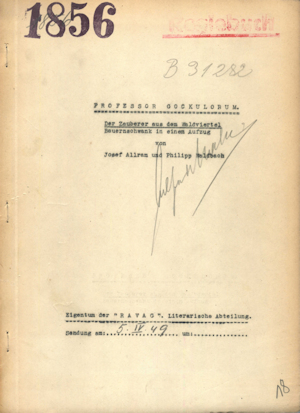 1856
Regiebuch
B 31282
PROFESSOR GOCKULORUM.
Der Zauberer aus dem Waldviertel
Bauernschwank in einem Aufzug
von
Josef Allram und Philipp
Eigentum der "RAVAG". Literarische Abteilung.
Sendung am: 5. IV 49 um:
18